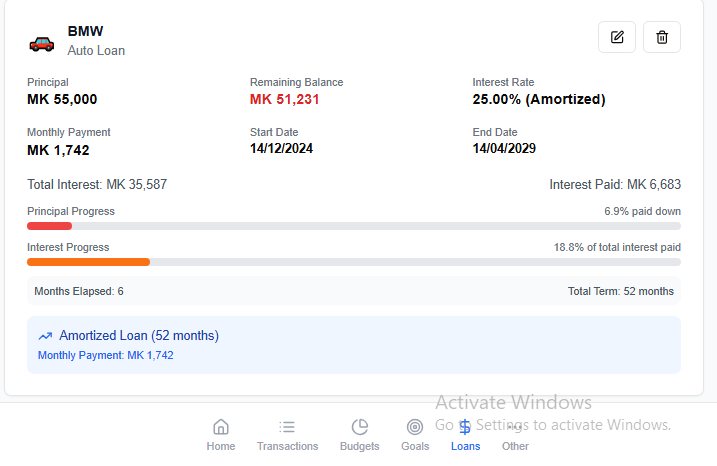 BMW
Auto Loan
Principal
MK 55,000
Remaining Balance
MK 51,231
Interest Rate
25.00% (Amortized)
Monthly Payment
MK 1,742
Start Date
14/12/2024
End Date
14/04/2029
Total Interest: MK 35,587
Interest Paid: MK 6,683
Principal Progress
6.9% paid down
Interest Progress
18.8% of total interest paid
Months Elapsed: 6
Total Term: 52 months
Amortized Loan (52 months)
Monthly Payment: MK 1,742
Activate Windows
Go to Settings to activate Windows.
Home
Transactions
Budgets
Goals
Loans
Other